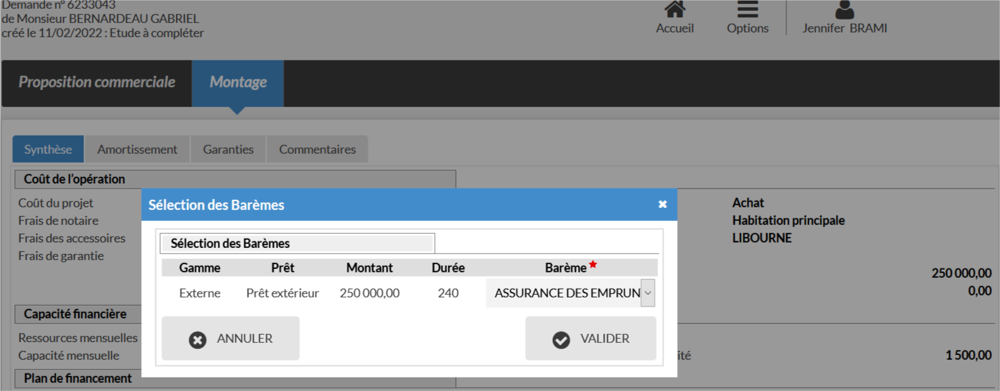 Demande nº 6233043
de Monsieur BERNARDEAU GABRIEL
créé le 11/02/2022 : Etude à compléter
Accueil
Options
Jennifer BRAMI
Proposition commerciale
Montage
Synthèse
Amortissement
Garanties
Commentaires
Coût de l'opération
Coût du projet
Frais de notaire
Frais des accessoires
Frais de garantie
Achat
Habitation principale
LIBOURNE
250 000,00
0,00
Sélection des Barèmes
Sélection des Barèmes
Gamme Prêt Montant Durée Barème
Externe Prêt extérieur 250 000,00 240 ASSURANCE DES EMPRUN
ANNULER
VALIDER
Capacité financière
Ressources mensuelles
Capacité mensuelle
ité
1 500,00
Plan de financement